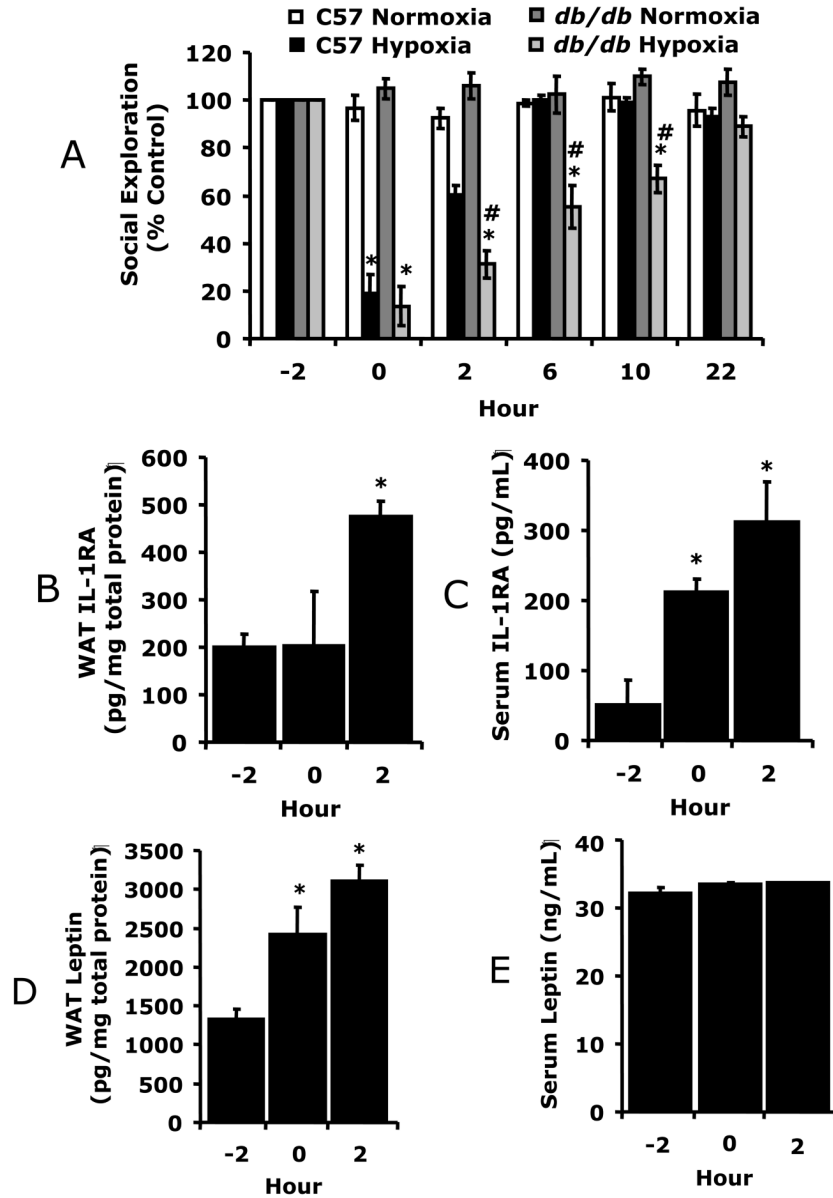 C57 Normoxia db/db Normoxia
C57 Hypoxia db/db Hypoxia
A
Social Exploration
(% Control)
120
100
80
60
40
20
0
* * # * # * # *
-2 0 2 6 10 22
Hour
B
WAT IL-1RA
(pg/mg total protein)
600
500
400
300
200
100
0
*
-2 0 2
Hour
C
Serum IL-1RA (pg/mL)
400
300
200
100
0
* *
-2 0 2
Hour
D
WAT Leptin
(pg/mg total protein)
3500
3000
2500
2000
1500
1000
500
0
* *
-2 0 2
Hour
E
Serum Leptin (ng/mL)
40
30
20
10
0
-2 0 2
Hour